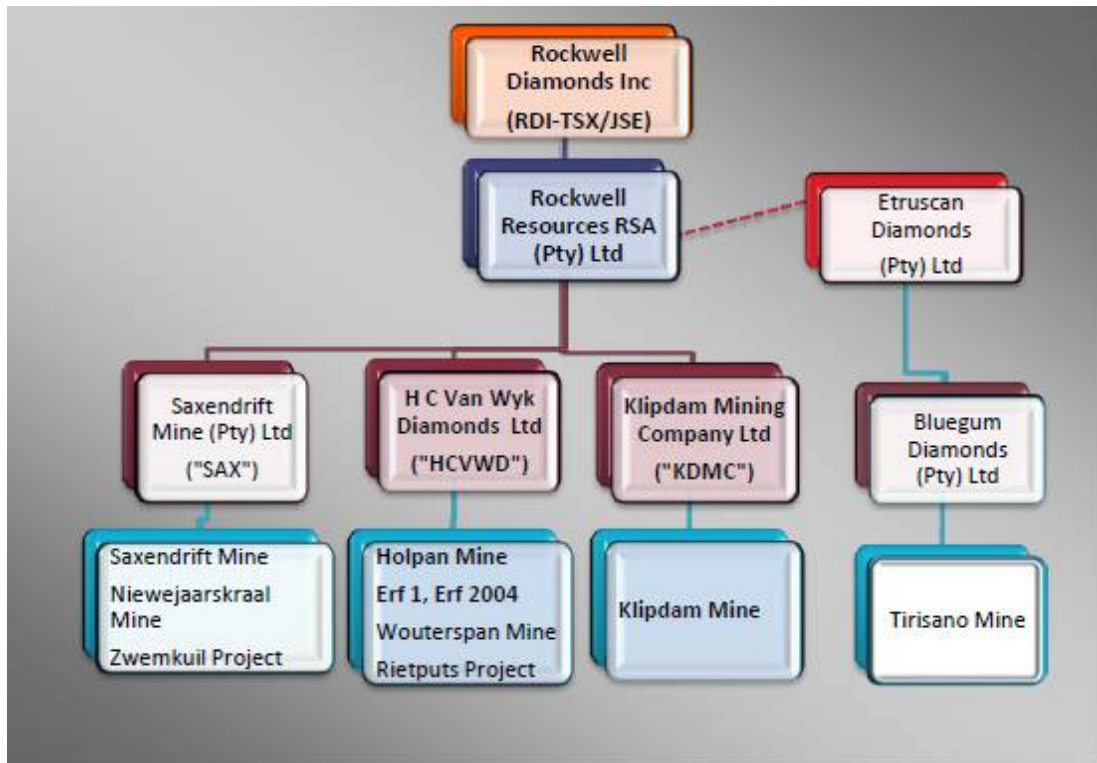 Rockwell
Diamonds Inc
(RDI-TSX/JSE)
Rockwell
Resources RSA
(Pty) Ltd
Etruscan
Diamonds
(Pty) Ltd
Saxendrift
Mine (Pty) Ltd
("SAX")
H C Van Wyk
Diamonds Ltd
("HCVWD")
Klipdam Mining
Company Ltd
("KDMC")
Bluegum
Diamonds
(Pty) Ltd
Saxendrift Mine
Niewejaarskraal
Mine
Zwemkuil Project
Holpan Mine
Erf 1, Erf 2004
Wouterspan Mine
Rietputs Project
Klipdam Mine
Tirisano Mine